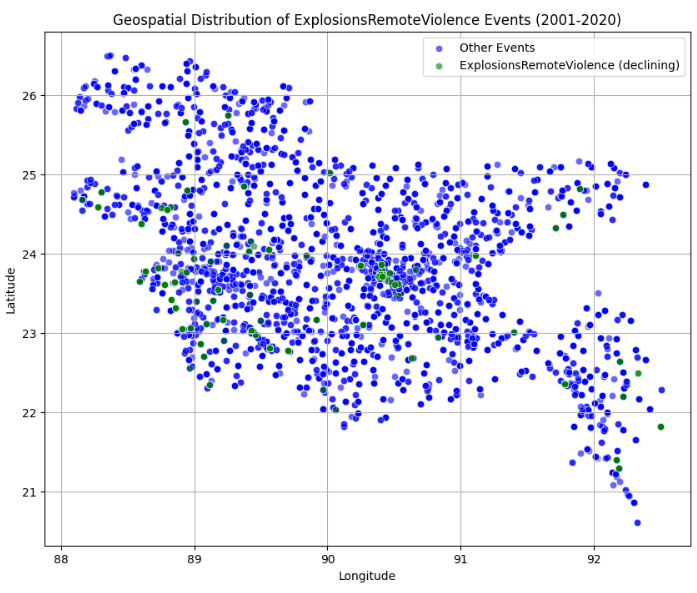 Geospatial Distribution of ExplosionsRemoteViolence Events (2001-2020)
Other Events
ExplosionsRemoteViolence (declining)
26
25
24
23
22
21
Latitude
88
89
90
91
92
Longitude